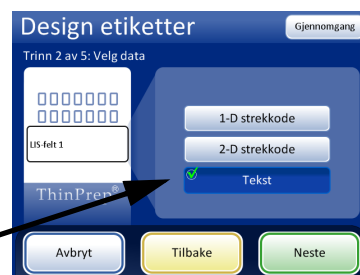 Design etiketter
Gjennomgang
Trinn 2 av 5: Velg data
LIS-felt 1
ThinPrep®
1-D strekkode
2-D strekkode
Tekst
Avbryt
Tilbake
Neste